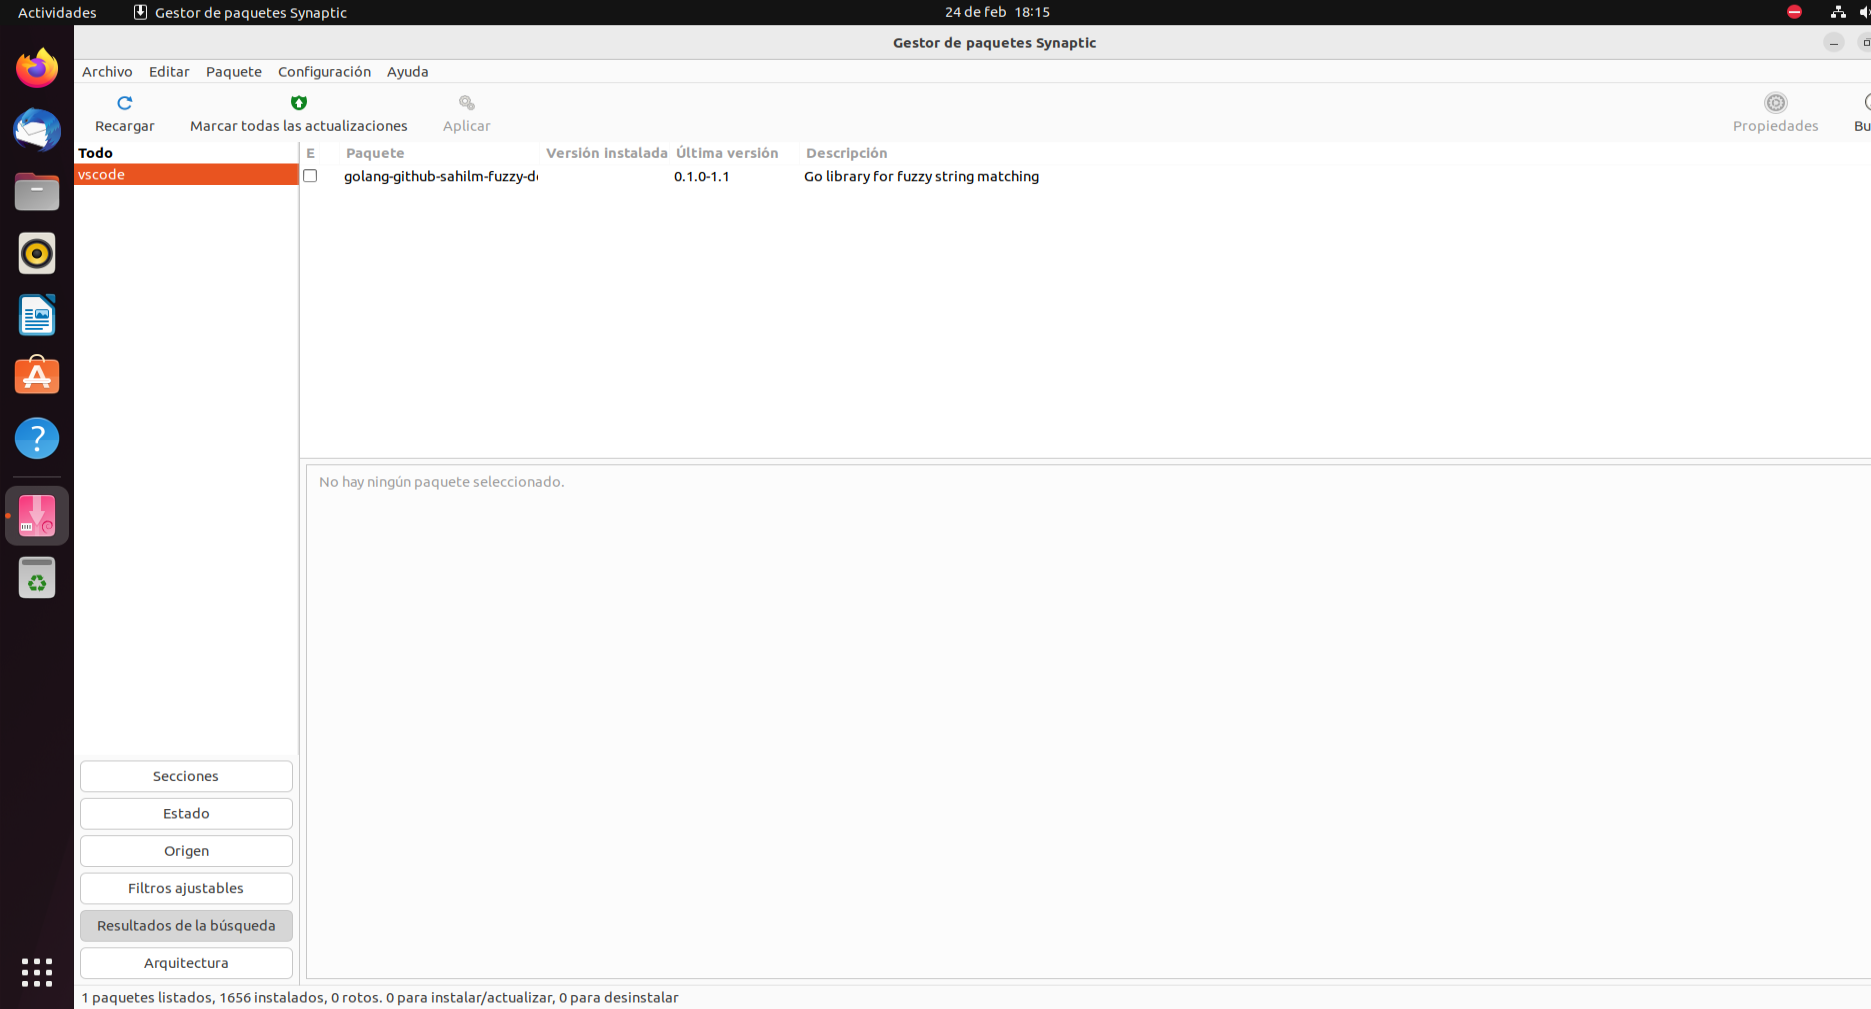 Actividades Gestor de paquetes Synaptic 24 de feb 18:15
Gestor de paquetes Synaptic
Archivo Editar Paquete Configuración Ayuda
Recargar Marcar todas las actualizaciones Aplicar Propiedades Bu
Todo
vscode
E Paquete Versión instalada Última versión Descripción
golang-github-sahilm-fuzzy-d 0.1.0-1.1 Go library for fuzzy string matching
No hay ningún paquete seleccionado.
Secciones
Estado
Origen
Filtros ajustables
Resultados de la búsqueda
Arquitectura
1 paquetes listados, 1656 instalados, 0 rotos. 0 para instalar/actualizar, 0 para desinstalar